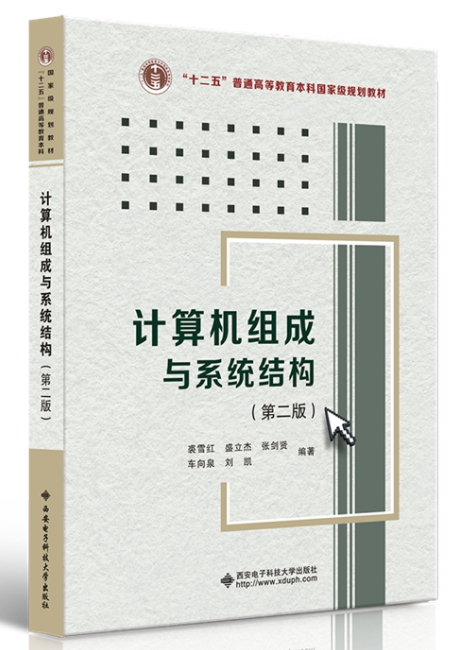 "十二五"普通高等教育本科国家级规划教材
计算机组成
与系统结构
（第二版）
裘雪红 盛立杰 张剑贤
车向泉 刘 凯 编著
西安电子科技大学出版社
http://www.xduph.com
"十二五"普通高等教育本科
国家级规划教材
计算机组成与系统结构（第二版）
西安电子科技大学出版社